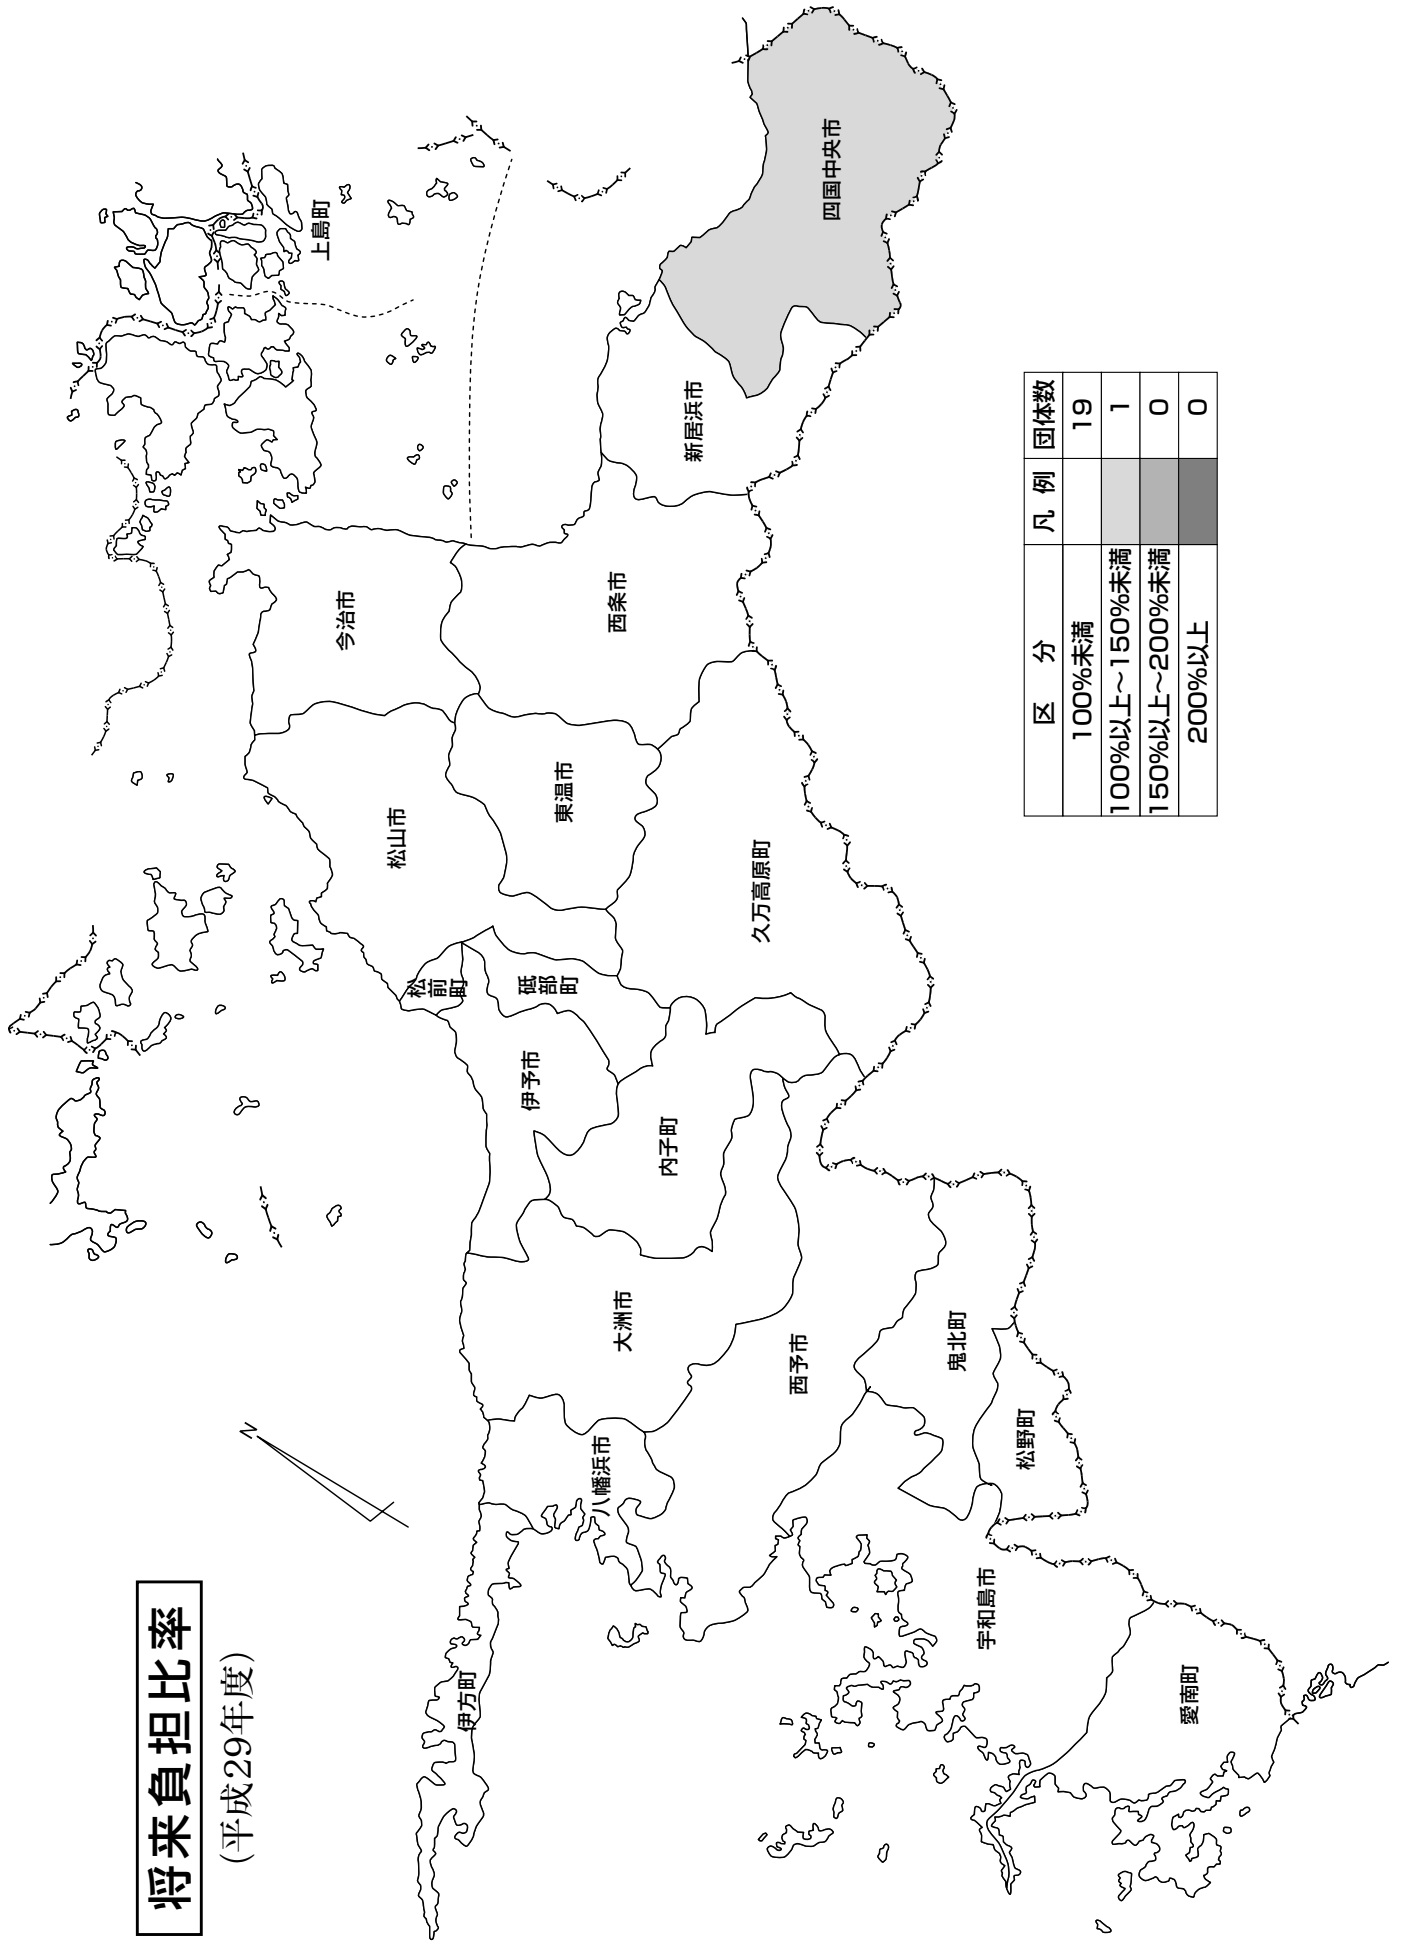 将来負担比率
(平成29年度)
上島町
今治市
四国中央市
新居浜市
西条市
松山市
東温市
久万高原町
松前町
砥部町
伊予市
内子町
大洲市
西予市
八幡浜市
伊方町
鬼北町
松野町
宇和島市
愛南町
N
区 分 凡 例 団体数
100%未満 19
100%以上~150%未満 1
150%以上~200%未満 0
200%以上 0